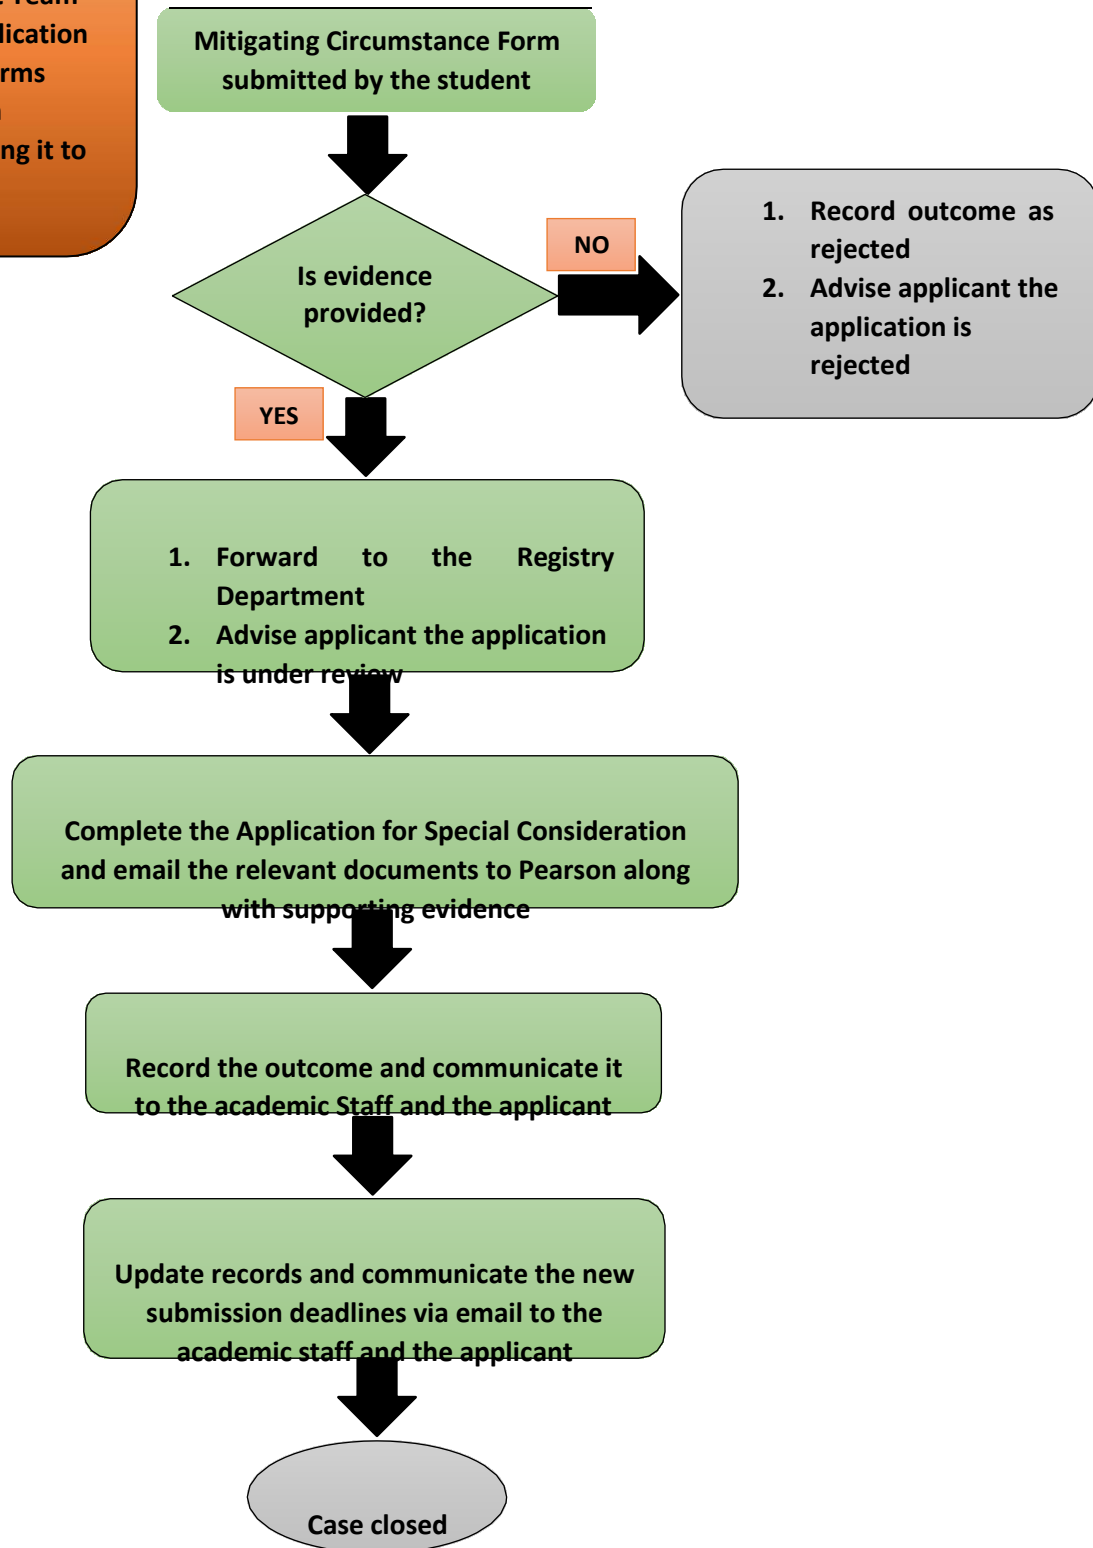 Team
lication
rms
ng it to
Mitigating Circumstance Form
submitted by the student
Is evidence
provided?
NO
1. Record outcome as
rejected
2. Advise applicant the
application is
rejected
YES
1. Forward to the Registry
Department
2. Advise applicant the application
is under review
Complete the Application for Special Consideration
and email the relevant documents to Pearson along
with supporting evidence
Record the outcome and communicate it
to the academic Staff and the applicant
Update records and communicate the new
submission deadlines via email to the
academic staff and the applicant
Case closed